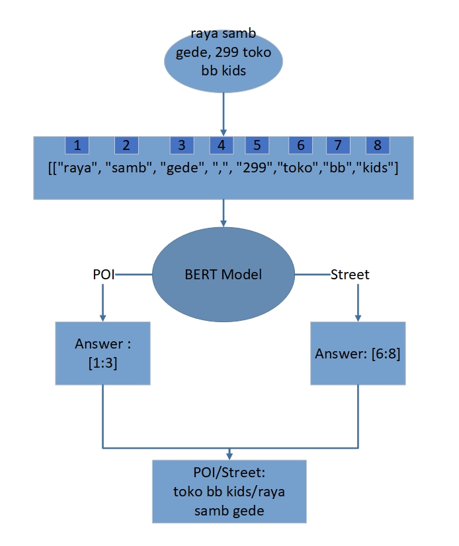 raya samb
gede, 299 toko
bb kids
1 2 3 4 5 6 7 8
[["raya", "samb", "gede", ",", "299","toko","bb","kids"]
BERT Model
POI
Street
Answer :
[1:3]
Answer: [6:8]
POI/Street:
toko bb kids/raya
samb gede